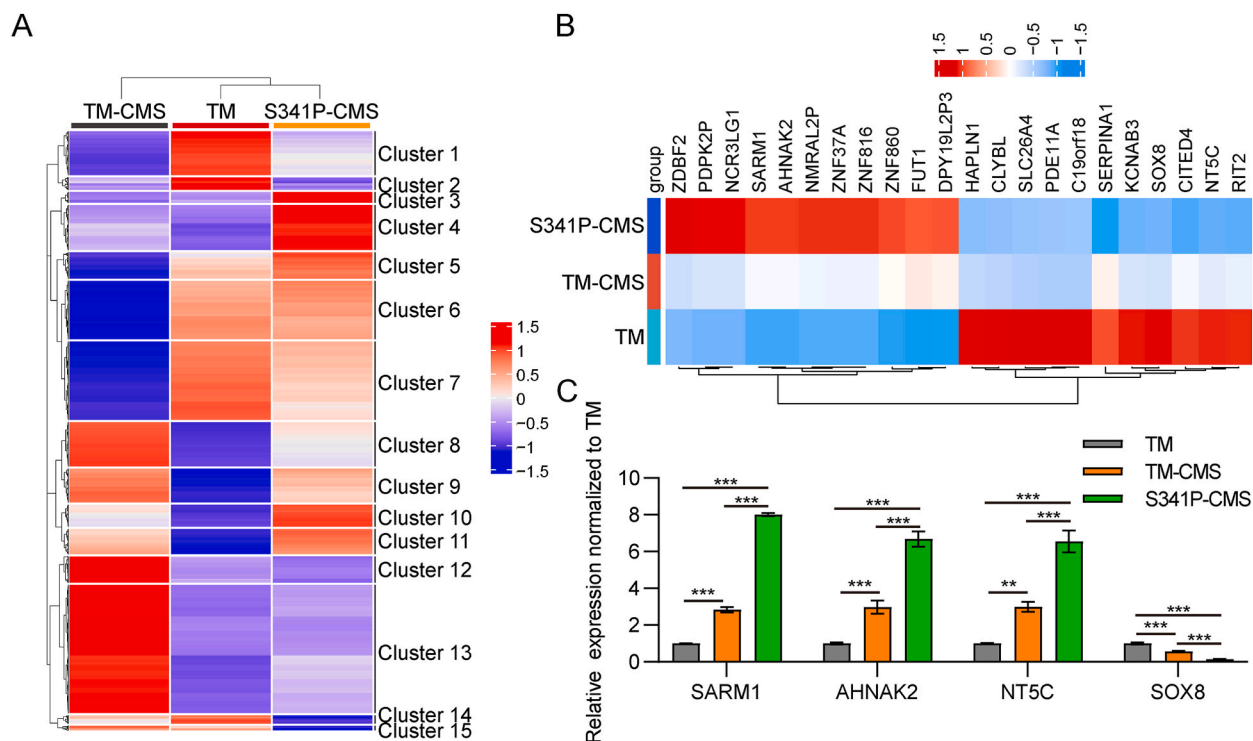 A
TM-CMS TM S341P-CMS
Cluster 1
Cluster 2
Cluster 3
Cluster 4
Cluster 5
Cluster 6
Cluster 7
Cluster 8
Cluster 9
Cluster 10
Cluster 11
Cluster 12
Cluster 13
Cluster 14
Cluster 15
1.5
1
0.5
0
−0.5
−1
−1.5
B
1.5 1 0.5 0 −0.5 −1 −1.5
group ZDBF2 PDPK2P NCR3LG1 SARM1 AHNAK2 NMRAL2P ZNF37A ZNF816 ZNF860 FUT1 DPY19L2P3 HAPLN1 CLYBL SLC26A4 PDE11A C19orf18 SERPINA1 KCNAB3 SOX8 CITED4 NT5C RIT2
S341P-CMS
TM-CMS
TM
C
TM
TM-CMS
S341P-CMS
Relative expression normalized to TM
10
8
6
4
2
0
*** *** ***
*** *** ***
*** *** **
*** *** ***
SARM1 AHNAK2 NT5C SOX8